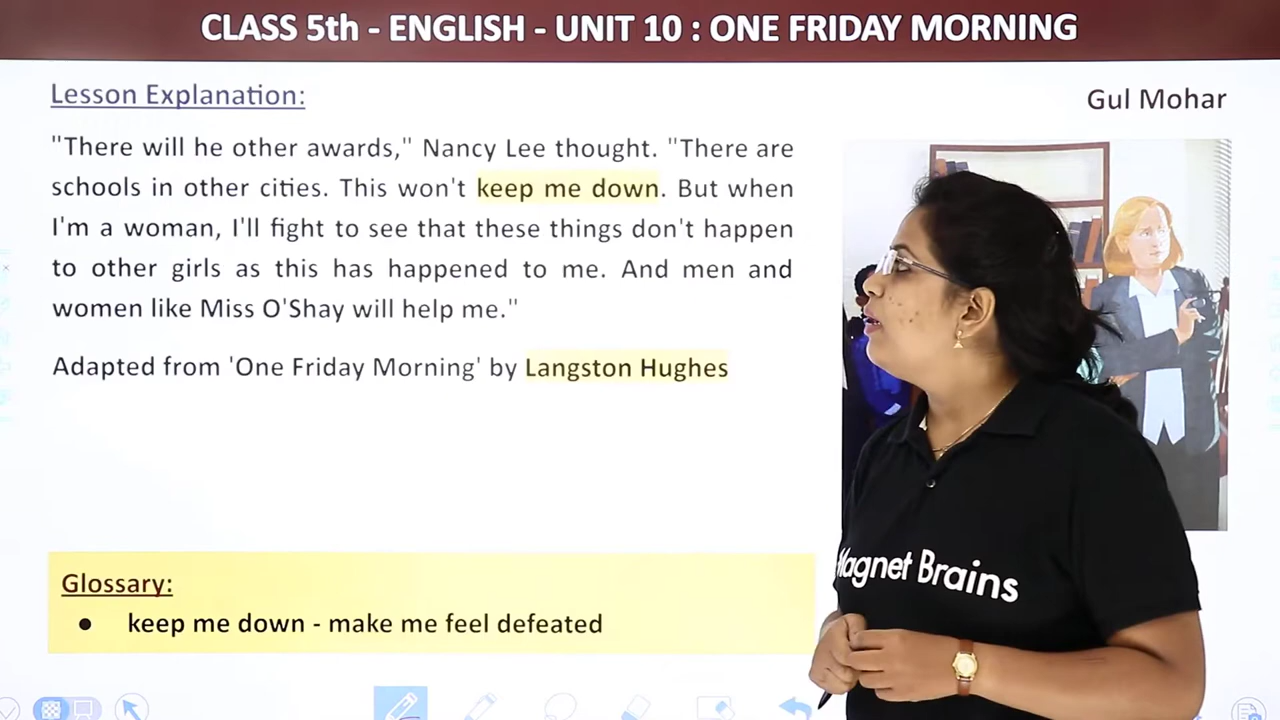 CLASS 5th - ENGLISH - UNIT 10 : ONE FRIDAY MORNING
Lesson Explanation:
Gul Mohar
"There will he other awards," Nancy Lee thought. "There are
schools in other cities. This won't keep me down. But when
I'm a woman, I'll fight to see that these things don't happen
to other girls as this has happened to me. And men and
women like Miss O'Shay will help me."
Adapted from 'One Friday Morning' by Langston Hughes
Glossary:
● keep me down - make me feel defeated
Magnet Brains